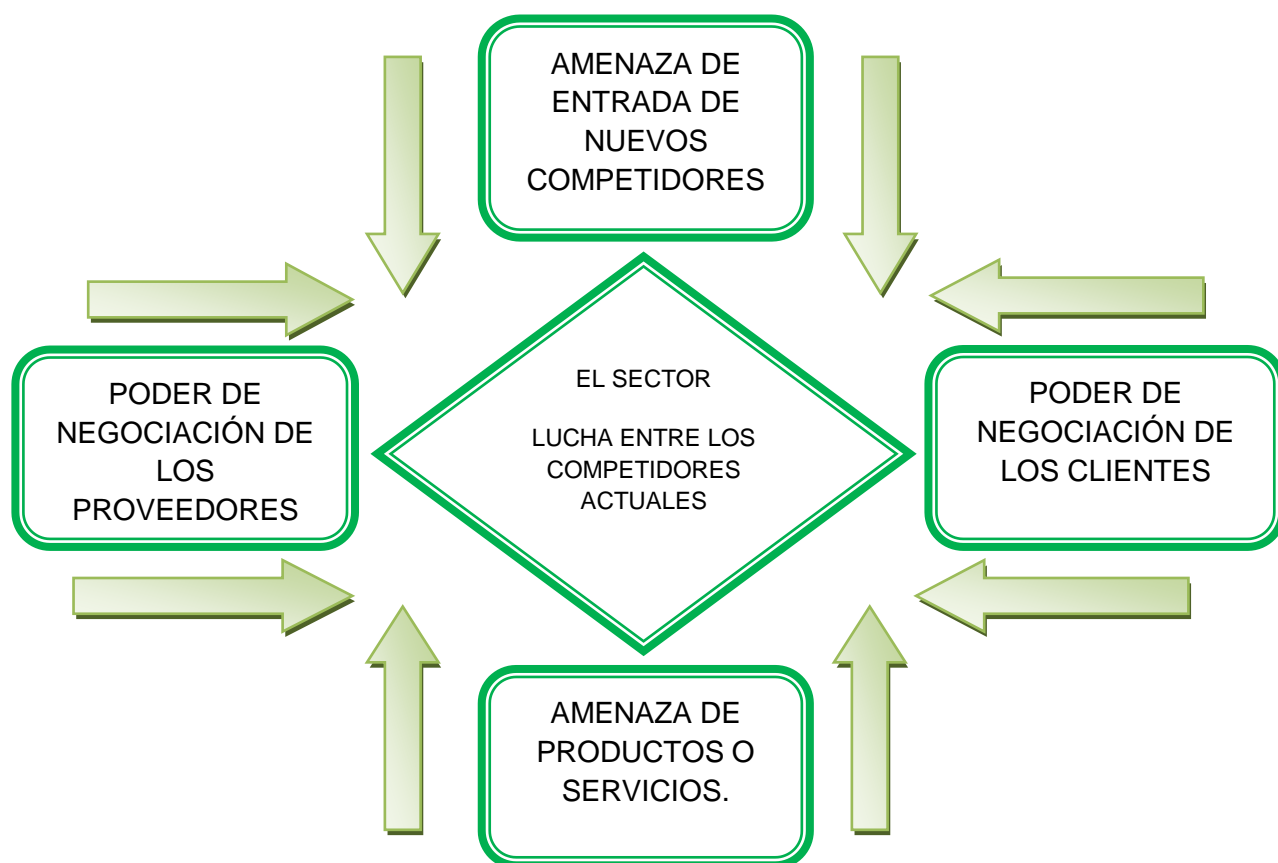 AMENAZA DE
ENTRADA DE
NUEVOS
COMPETIDORES
PODER DE
NEGOCIACIÓN DE
LOS
PROVEEDORES
EL SECTOR
LUCHA ENTRE LOS
COMPETIDORES
ACTUALES
PODER DE
NEGOCIACIÓN DE
LOS CLIENTES
AMENAZA DE
PRODUCTOS O
SERVICIOS.